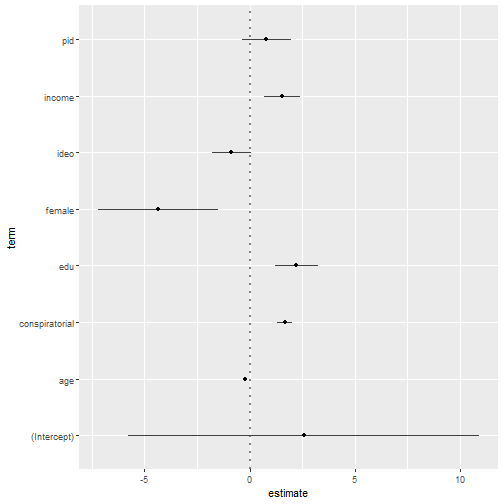 pid
income
ideo
female
edu
conspiratorial
age
(Intercept)
term
-5
0
5
10
estimate